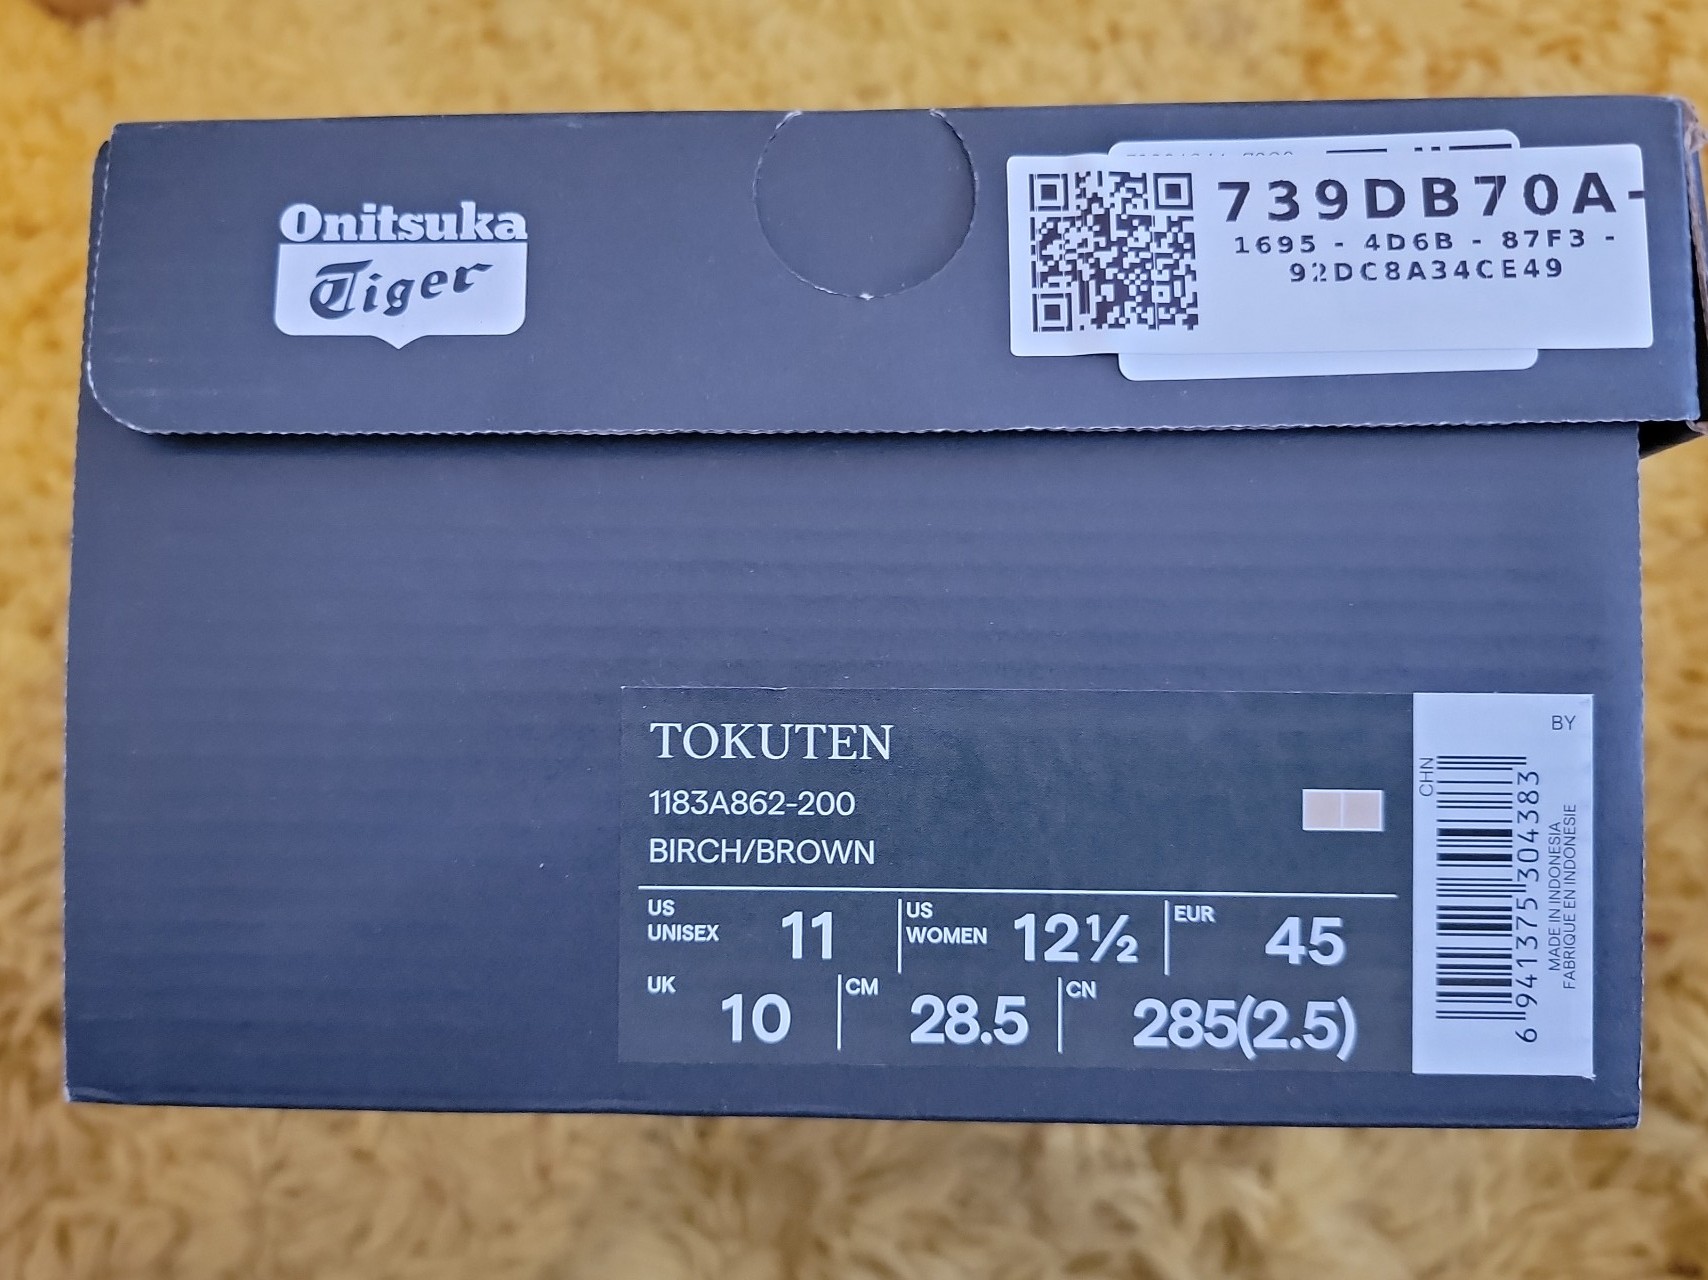 Onitsuka
Tiger
739DB70A-
1695 - 4D6B - 87F3 -
92DC8A34CE49
TOKUTEN
1183A862-200
BIRCH/BROWN
US UNISEX 11
US WOMEN 12½
EUR 45
UK 10
CM 28.5
CN 285(2.5)
BY
CHN
6 941375 304383
MADE IN INDONESIA
FABRIQUE EN INDONESIE